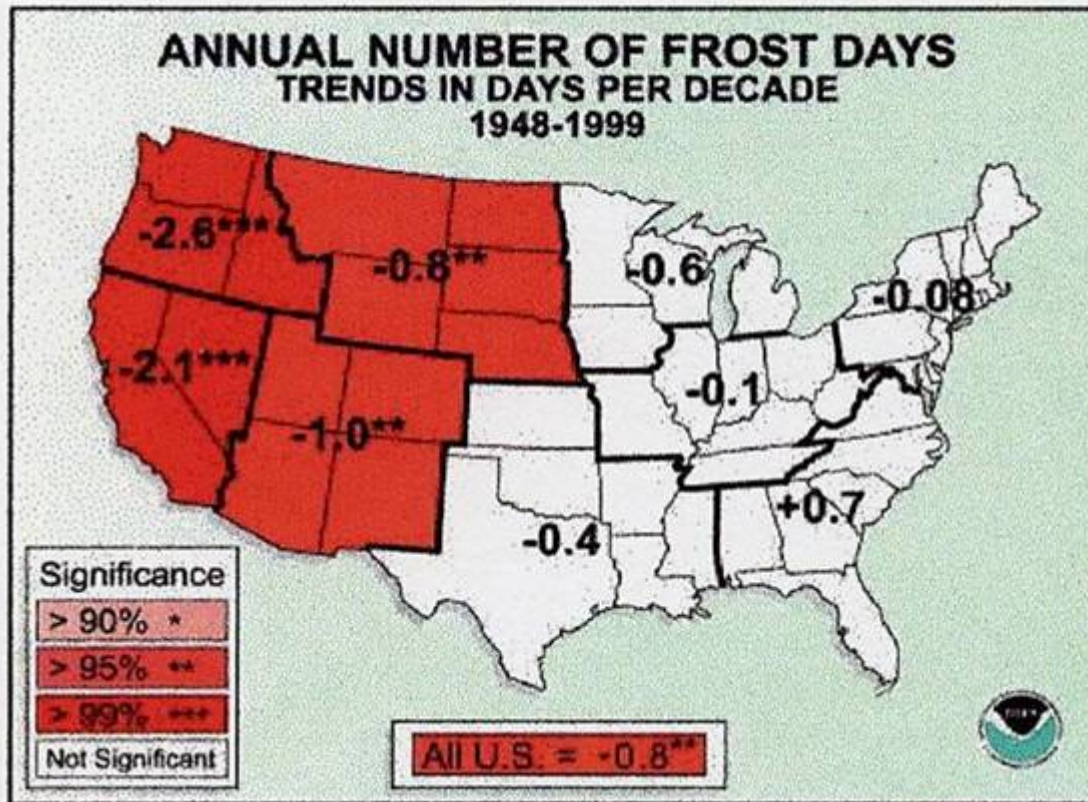 ANNUAL NUMBER OF FROST DAYS
TRENDS IN DAYS PER DECADE
1948-1999
-2.6***
-0.8**
-0.6
-0.08
-2.1***
-1.0**
-0.1
+0.7
-0.4
Significance
> 90% *
> 95% **
> 99% ***
Not Significant
All U.S. = -0.8**